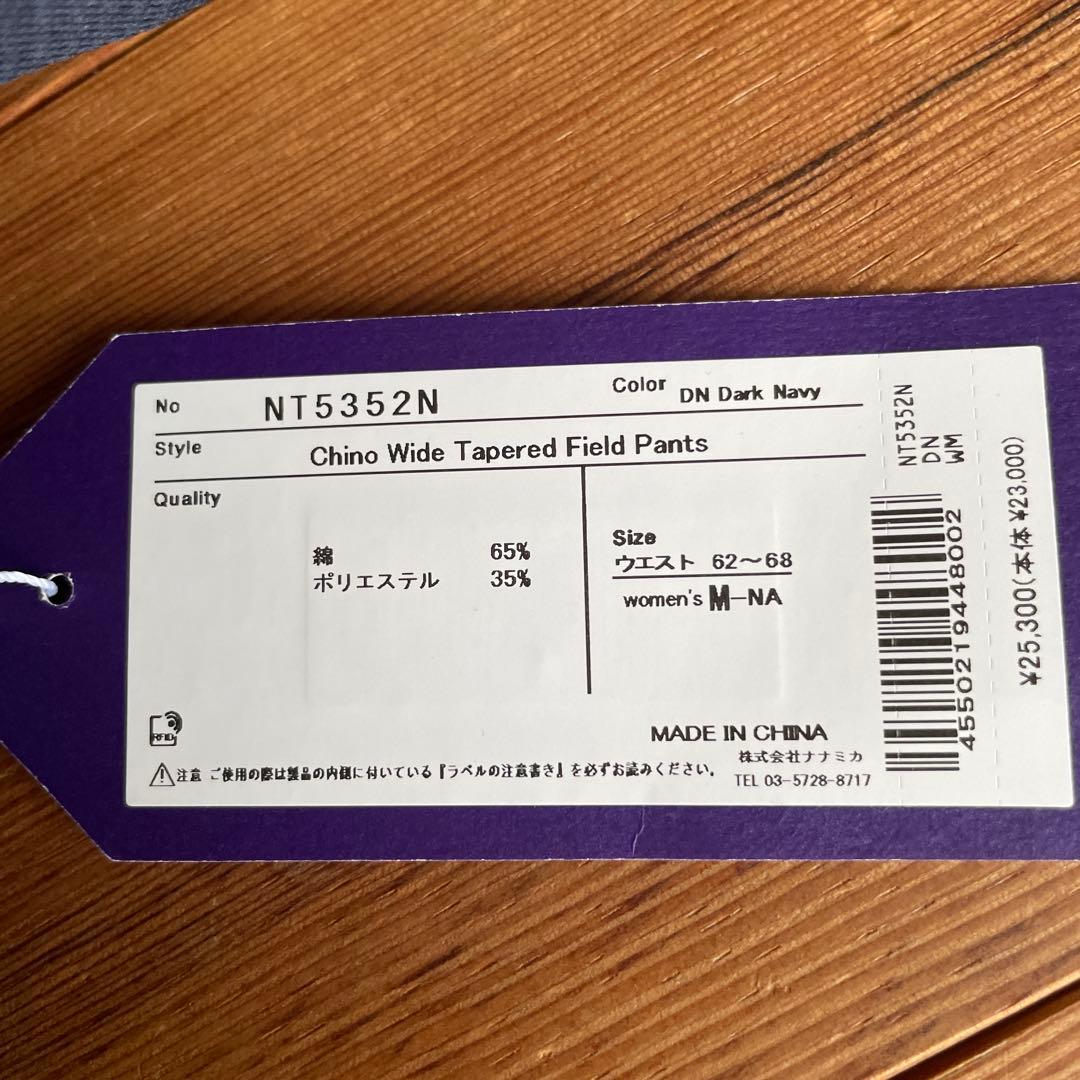 No NT5352N Color DN Dark Navy
Style Chino Wide Tapered Field Pants
Quality
綿 65%
ポリエステル 35%
Size
ウエスト 62～68
women's M-NA
RFID
MADE IN CHINA
株式会社ナナミカ
TEL 03-5728-8717
注意 ご使用の際は製品の内側に付いている『ラベルの注意書き』を必ずお読みください。
NT5352N
DN
WM
4550219448002
¥25,300(本体 ¥23,000)